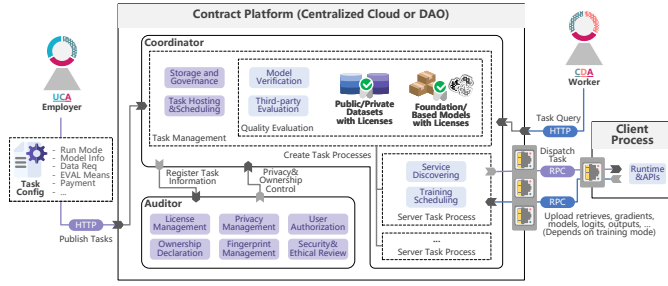 Contract Platform (Centralized Cloud or DAO)
Coordinator
Storage and
Governance
Task Hosting
&Scheduling
Task Management
Model
Verification
Third-party
Evaluation
Quality Evaluation
Public/Private
Datasets
with Licenses
Foundation/
Based Models
with Licenses
UCA
Employer
Task
Config
- Run Mode
- Model Info
- Data Req
- EVAL Means
- Payment
- ...
HTTP
Publish Tasks
Register Task
Information
Privacy&
Ownership
Control
Create Task Processes
Service
Discovering
Training
Scheduling
Server Task Process
...
Server Task Process
Auditor
License
Management
Privacy
Management
User
Authorization
Ownership
Declaration
Fingerprint
Management
Security&
Ethical Review
CDA
Worker
Task Query
HTTP
Dispatch
Task
RPC
RPC
Client
Process
Runtime
&APIs
Upload retrieves, gradients,
models, logits, outputs, ...
(Depends on training mode)